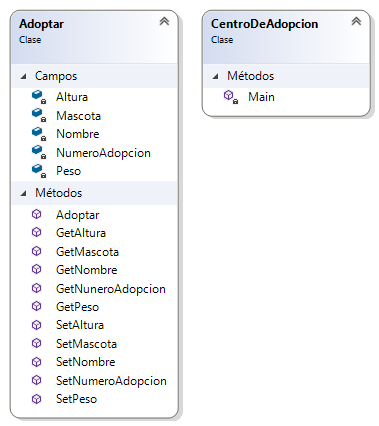 Adoptar
Clase
Campos
Altura
Mascota
Nombre
NumeroAdopcion
Peso
Métodos
Adoptar
GetAltura
GetMascota
GetNombre
GetNuneroAdopcion
GetPeso
SetAltura
SetMascota
SetNombre
SetNumeroAdopcion
SetPeso
CentroDeAdopcion
Clase
Métodos
Main